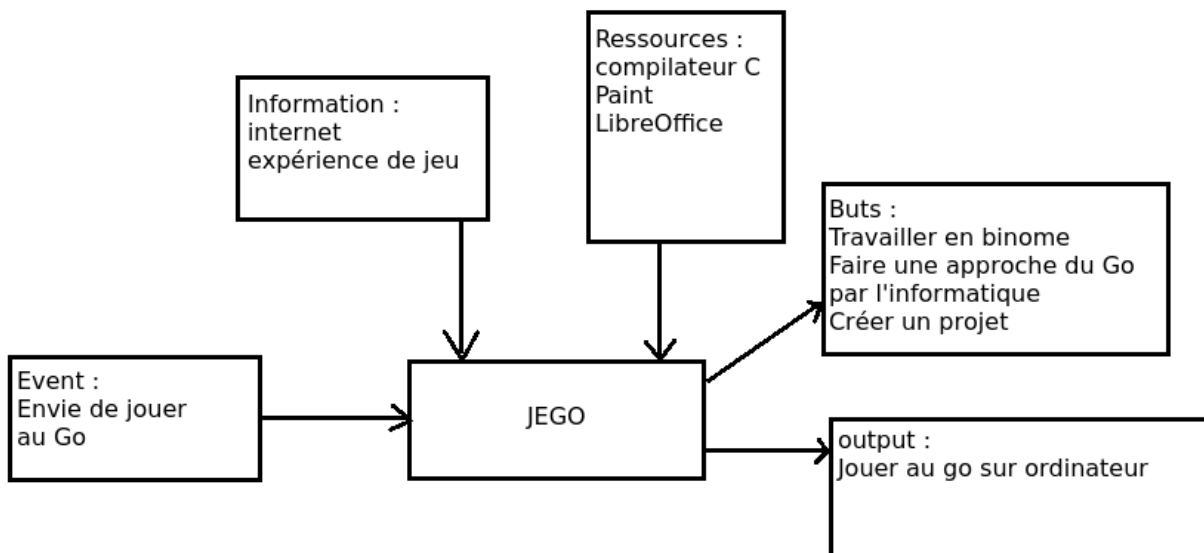 Ressources :
compilateur C
Paint
LibreOffice
Information :
internet
expérience de jeu
Buts :
Travailler en binome
Faire une approche du Go
par l'informatique
Créer un projet
Event :
Envie de jouer
au Go
JEGO
output :
Jouer au go sur ordinateur